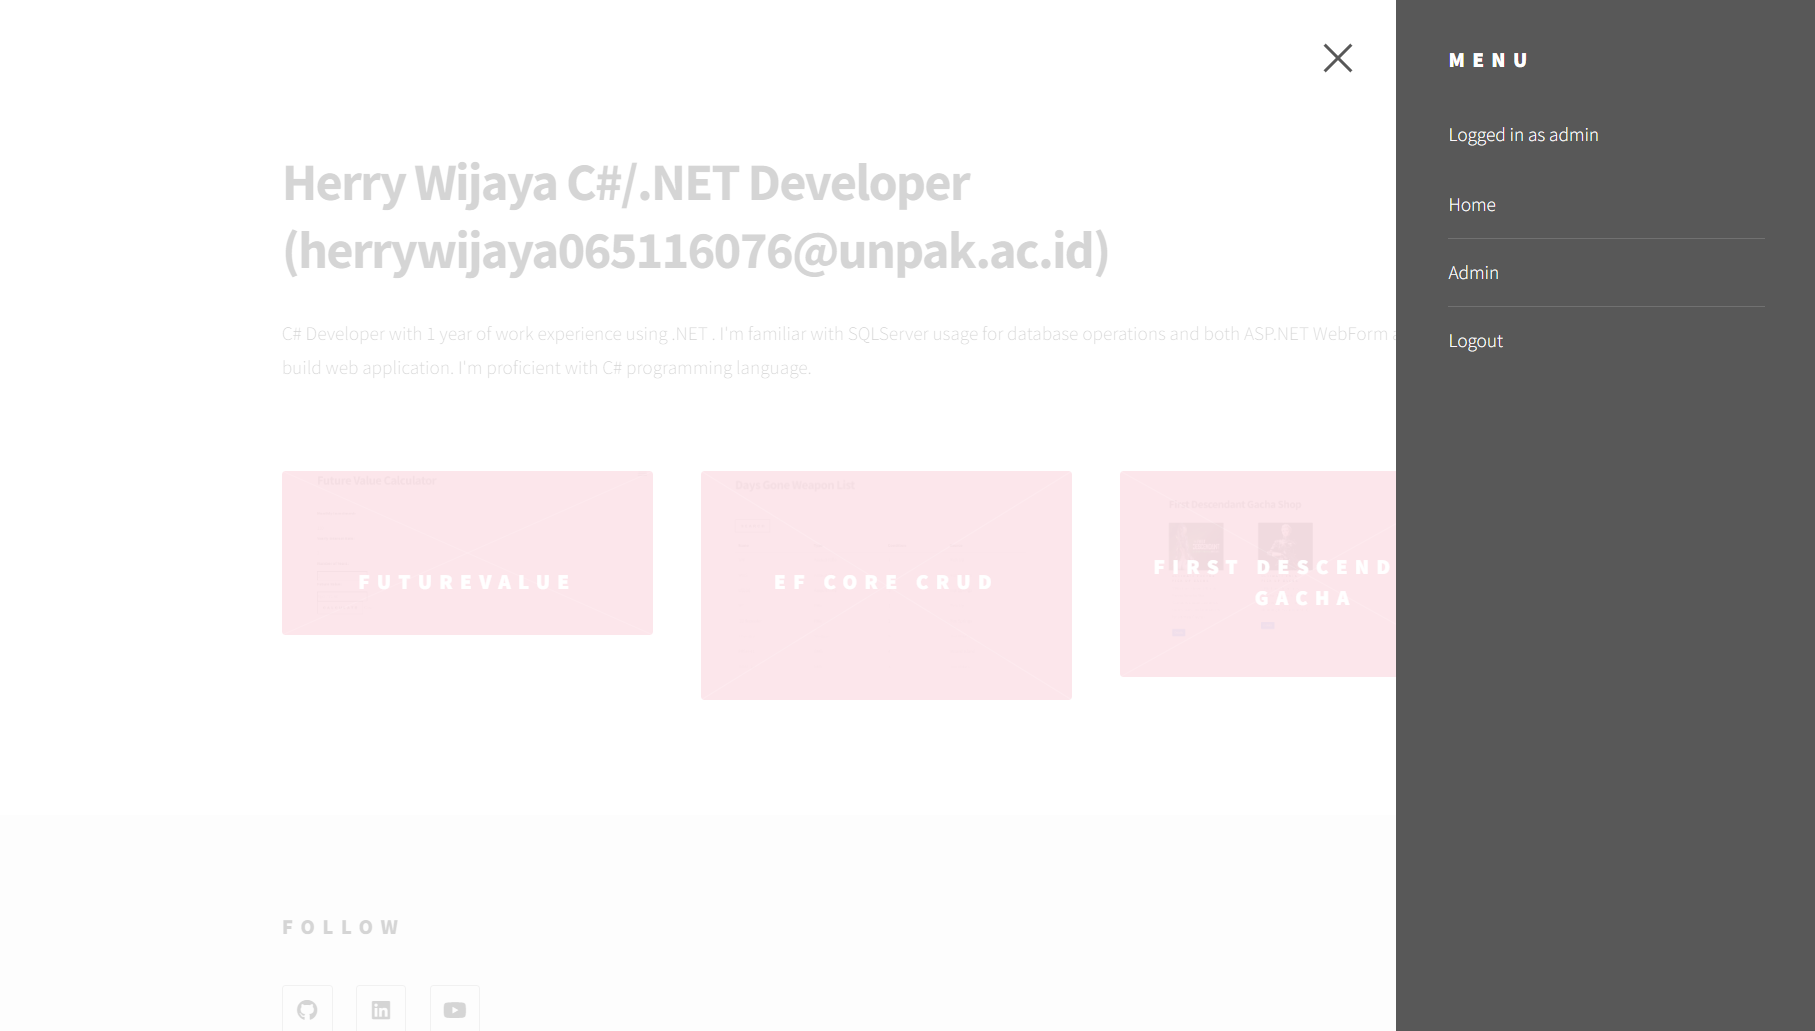 MENU
Logged in as admin
Home
Admin
Logout
Herry Wijaya C#/.NET Developer
(herrywijaya065116076@unpak.ac.id)
C# Developer with 1 year of work experience using .NET . I'm familiar with SQLServer usage for database operations and both ASP.NET WebForm
build web application. I'm proficient with C# programming language.
Future Value Calculator
FUTUREVALUE
Days Gone Weapon List
EF CORE CRUD
First Descendant Gacha Shop
FIRST DESCEND
GACHA
FOLLOW